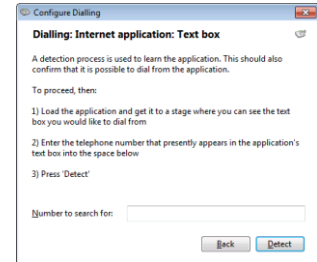 Configure Dialling
Dialling: Internet application: Text box
A detection process is used to learn the application. This should also
confirm that it is possible to dial from the application.
To proceed, then:
1) Load the application and get it to a stage where you can see the text
box you would like to dial from
2) Enter the telephone number that presently appears in the application's
text box into the space below
3) Press 'Detect'
Number to search for:
Back Detect